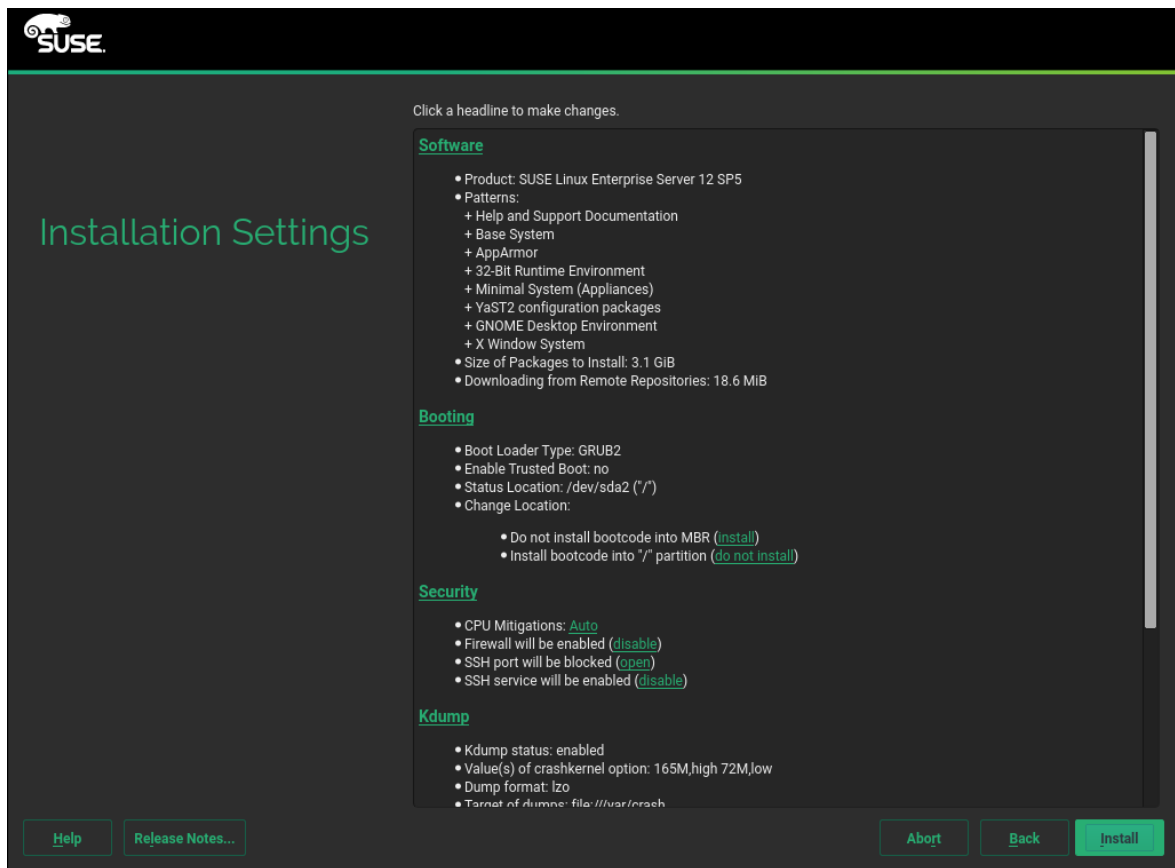 SUSE.
Click a headline to make changes.
Installation Settings
Software
• Product: SUSE Linux Enterprise Server 12 SP5
• Patterns:
+ Help and Support Documentation
+ Base System
+ AppArmor
+ 32-Bit Runtime Environment
+ Minimal System (Appliances)
+ YaST2 configuration packages
+ GNOME Desktop Environment
+ X Window System
• Size of Packages to Install: 3.1 GiB
• Downloading from Remote Repositories: 18.6 MiB
Booting
• Boot Loader Type: GRUB2
• Enable Trusted Boot: no
• Status Location: /dev/sda2 ("/")
• Change Location:
• Do not install bootcode into MBR (install)
• Install bootcode into "/" partition (do not install)
Security
• CPU Mitigations: Auto
• Firewall will be enabled (disable)
• SSH port will be blocked (open)
• SSH service will be enabled (disable)
Kdump
• Kdump status: enabled
• Value(s) of crashkernel option: 165M,high 72M,low
• Dump format: lzo
• Target of dumps: file:///var/crash
Help
Release Notes...
Abort
Back
Install